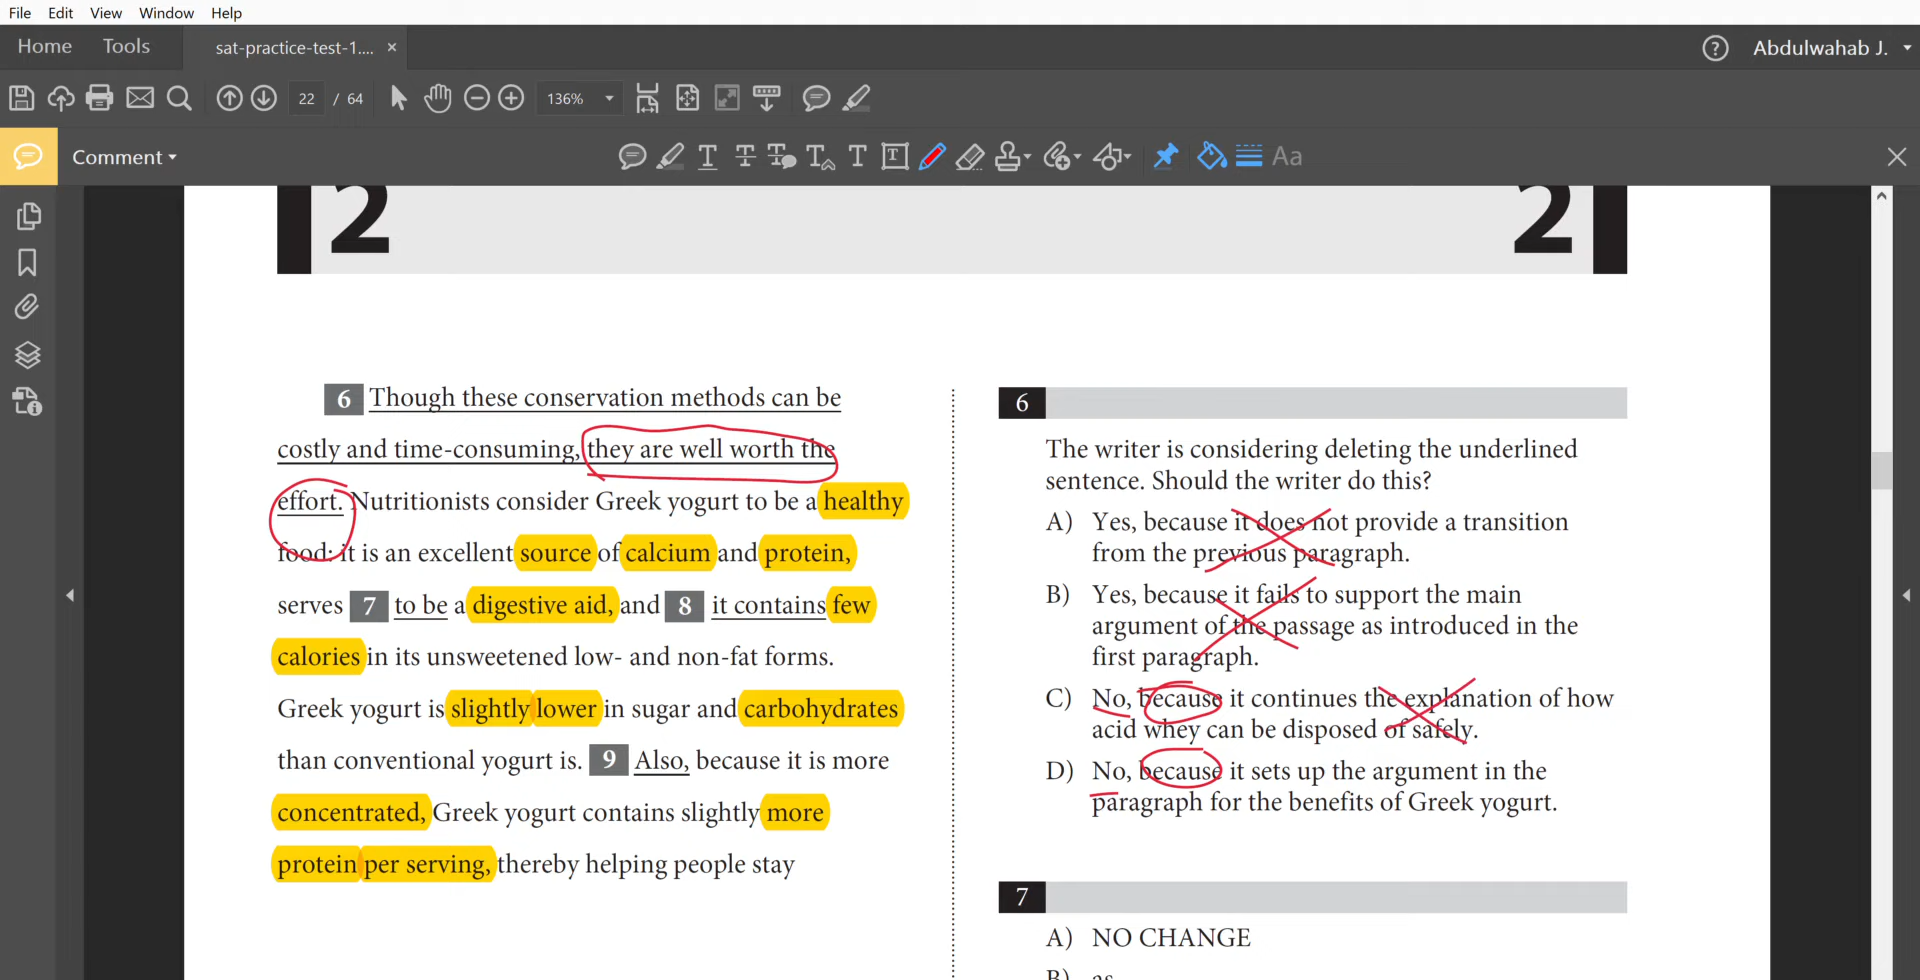 File Edit View Window Help
Home Tools sat-practice-test-1.... × ? Abdulwahab J.
22 / 64 136%
Comment
T T T T T T Aa
2 2
6 Though these conservation methods can be
costly and time-consuming, they are well worth the
effort. Nutritionists consider Greek yogurt to be a healthy
food: it is an excellent source of calcium and protein,
serves 7 to be a digestive aid, and 8 it contains few
calories in its unsweetened low- and non-fat forms.
Greek yogurt is slightly lower in sugar and carbohydrates
than conventional yogurt is. 9 Also, because it is more
concentrated, Greek yogurt contains slightly more
protein per serving, thereby helping people stay
6
The writer is considering deleting the underlined
sentence. Should the writer do this?
A) Yes, because it does not provide a transition
from the previous paragraph.
B) Yes, because it fails to support the main
argument of the passage as introduced in the
first paragraph.
C) No, because it continues the explanation of how
acid whey can be disposed of safely.
D) No, because it sets up the argument in the
paragraph for the benefits of Greek yogurt.
7
A) NO CHANGE
B) as